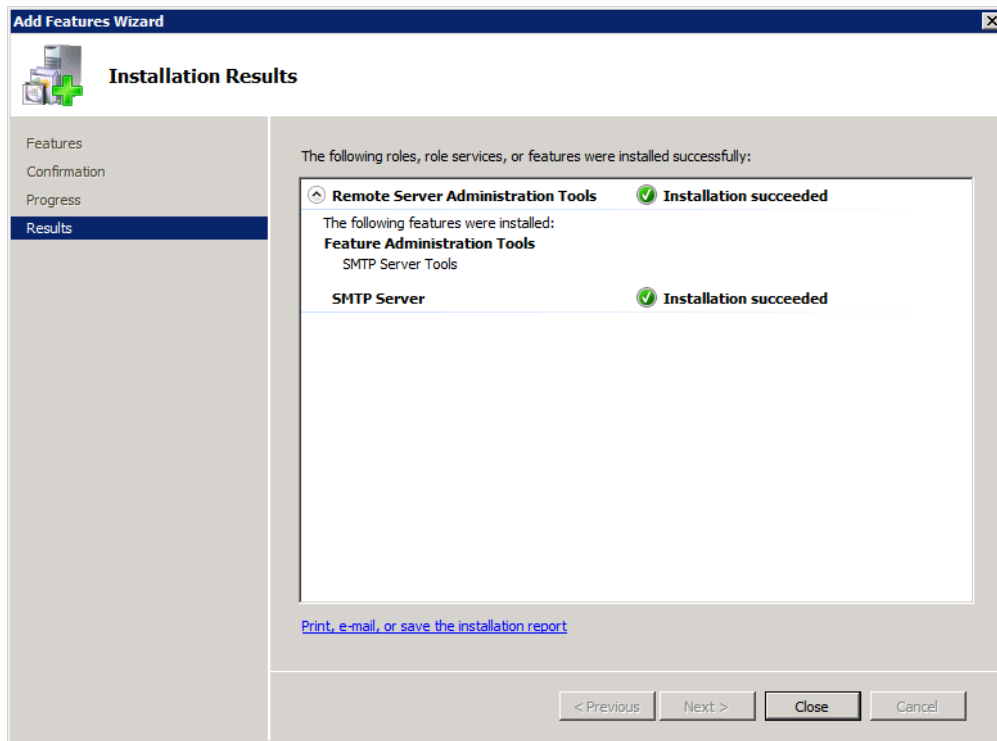 Add Features Wizard
Installation Results
Features
Confirmation
Progress
Results
The following roles, role services, or features were installed successfully:
Remote Server Administration Tools Installation succeeded
The following features were installed:
Feature Administration Tools
SMTP Server Tools
SMTP Server Installation succeeded
Print, e-mail, or save the installation report
< Previous Next > Close Cancel